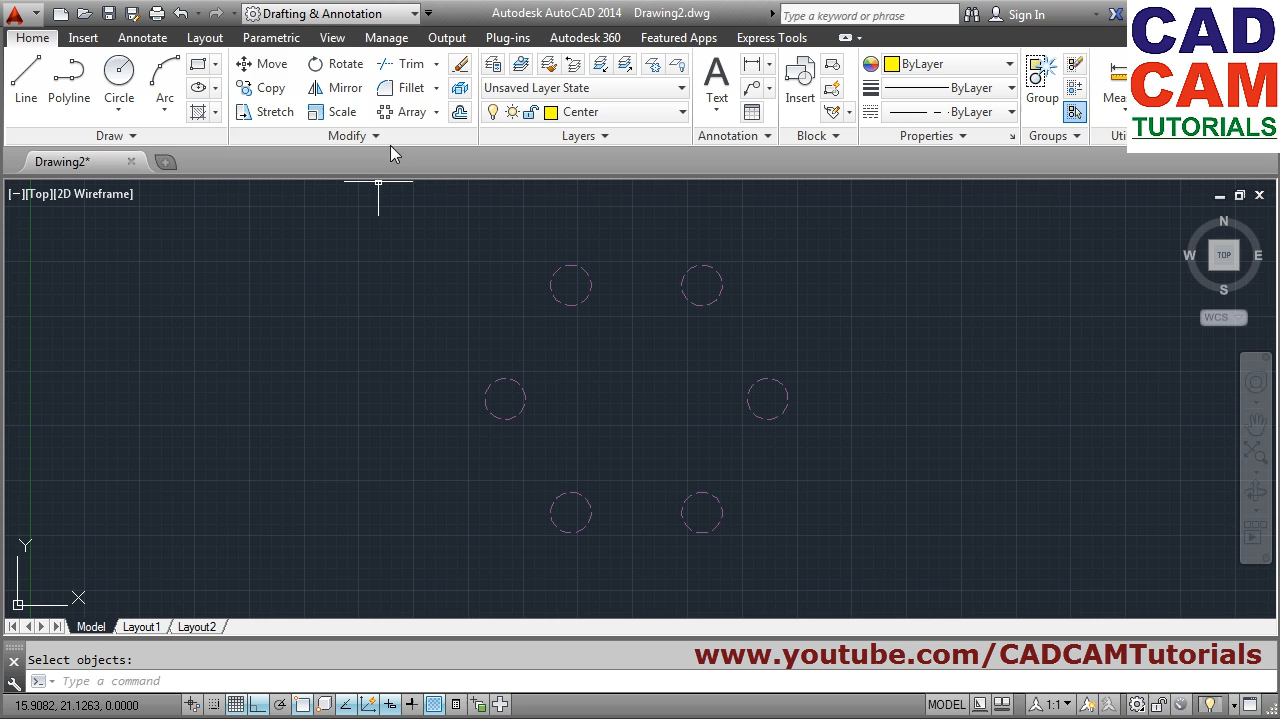 Drafting & Annotation
Autodesk AutoCAD 2014 Drawing2.dwg
Type a keyword or phrase
Sign In
Home Insert Annotate Layout Parametric View Manage Output Plug-ins Autodesk 360 Featured Apps Express Tools
Line Polyline Circle Arc
Move Rotate Trim
Copy Mirror Fillet
Stretch Scale Array
Unsaved Layer State
Center
Text
Insert
ByLayer
ByLayer
ByLayer
Group
Mea
Draw Modify Layers Annotation Block Properties Groups Uti
CAD
CAM
TUTORIALS
Drawing2*
[−][Top][2D Wireframe]
N
W TOP E
S
WCS
Y
X
Model Layout1 Layout2
Select objects:
Type a command
www.youtube.com/CADCAMTutorials
15.9082, 21.1263, 0.0000
MODEL
1:1